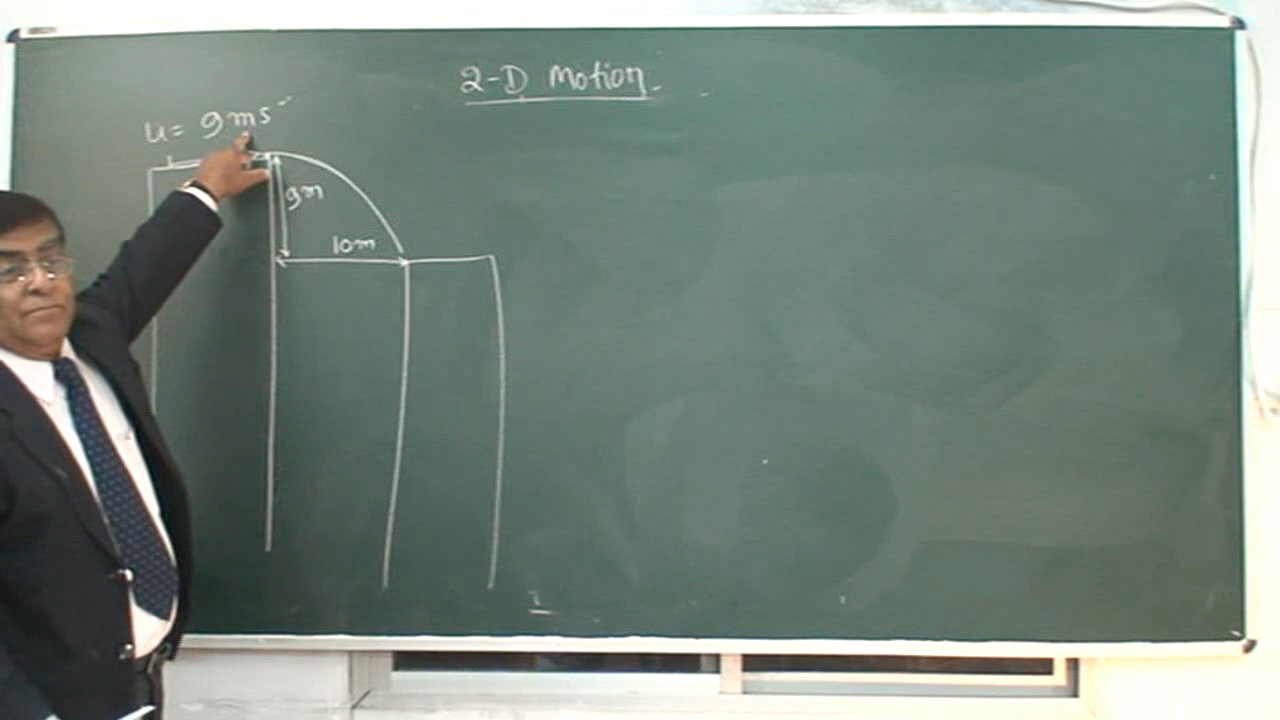 2-D Motion.
u = 9 ms⁻¹
9m
10m